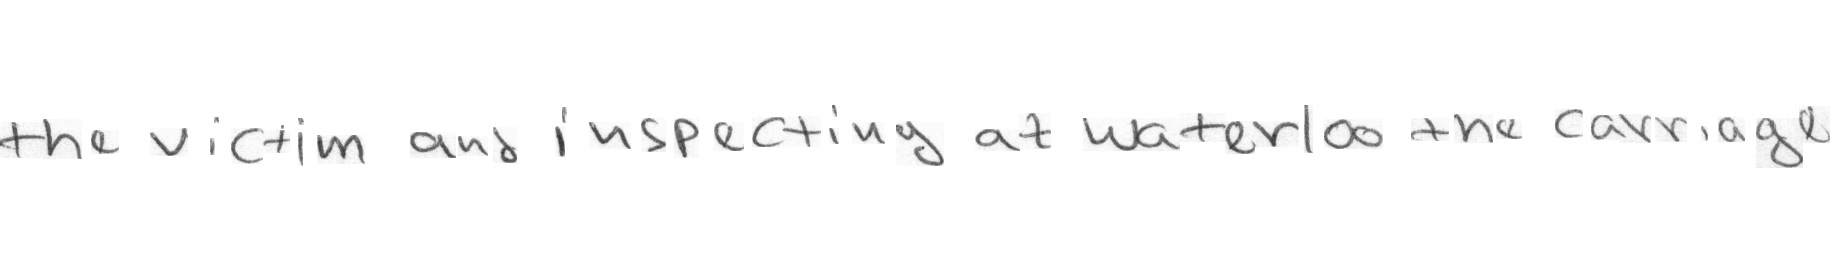 the victim and inspecting at waterloo the carriage